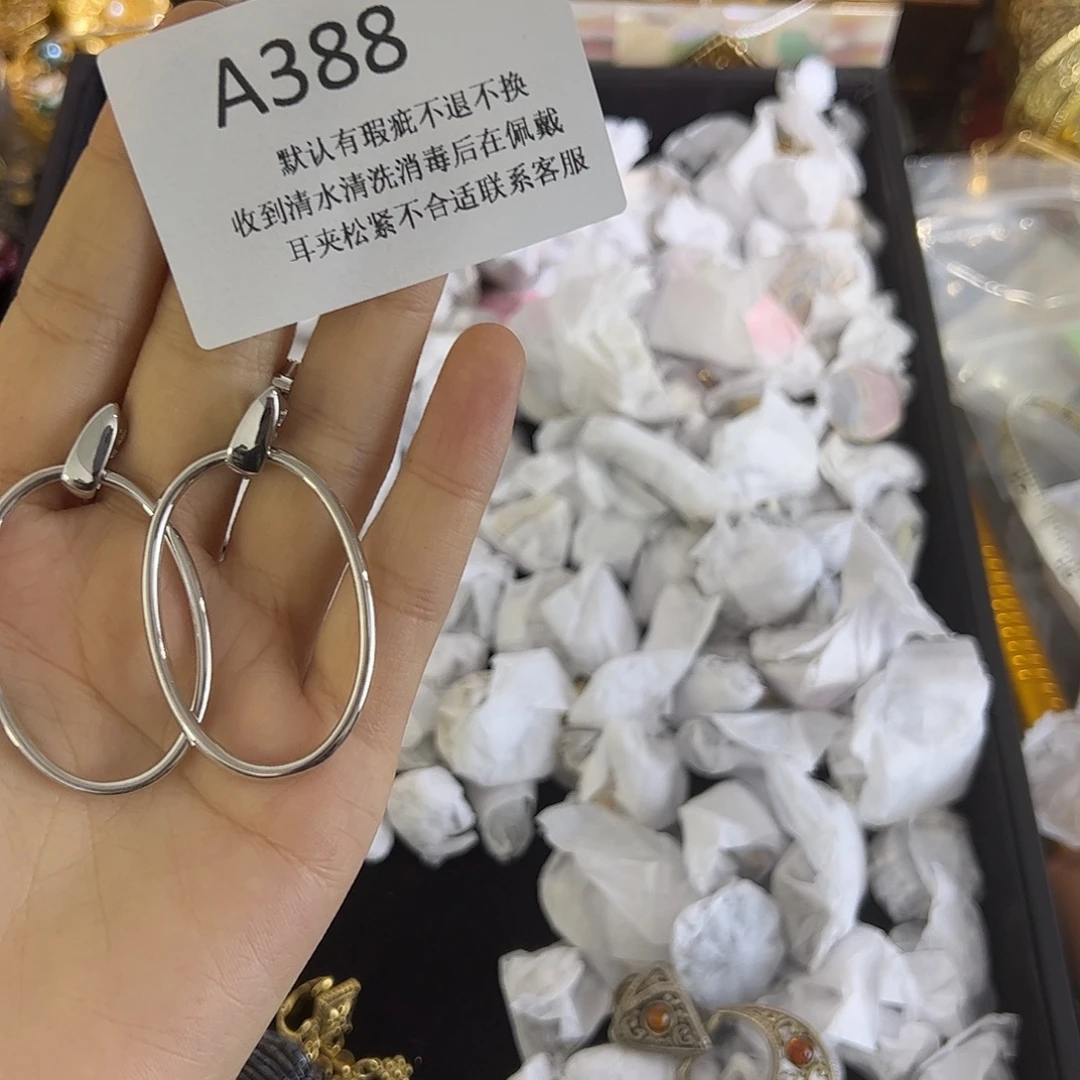 A388
默认有瑕疵不退不换
收到清水清洗消毒后在佩戴
耳夹松紧不合适联系客服